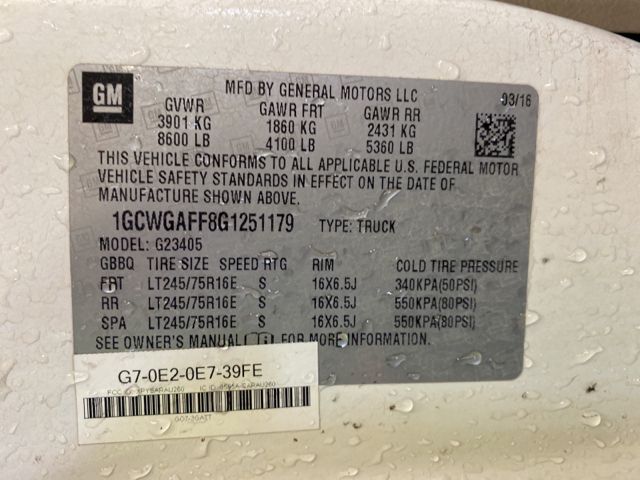 GM
MFD BY GENERAL MOTORS LLC
03/16
GVWR GAWR FRT GAWR RR
3901 KG 1860 KG 2431 KG
8600 LB 4100 LB 5360 LB
THIS VEHICLE CONFORMS TO ALL APPLICABLE U.S. FEDERAL MOTOR
VEHICLE SAFETY STANDARDS IN EFFECT ON THE DATE OF
MANUFACTURE SHOWN ABOVE.
1GCWGAFF8G1251179 TYPE: TRUCK
MODEL: G23405
GBBQ TIRE SIZE SPEED RTG RIM COLD TIRE PRESSURE
FRT LT245/75R16E S 16X6.5J 340KPA(50PSI)
RR LT245/75R16E S 16X6.5J 550KPA(80PSI)
SPA LT245/75R16E S 16X6.5J 550KPA(80PSI)
SEE OWNER'S MANUAL FOR MORE INFORMATION.
G7-0E2-0E7-39FE
FCC IC ID